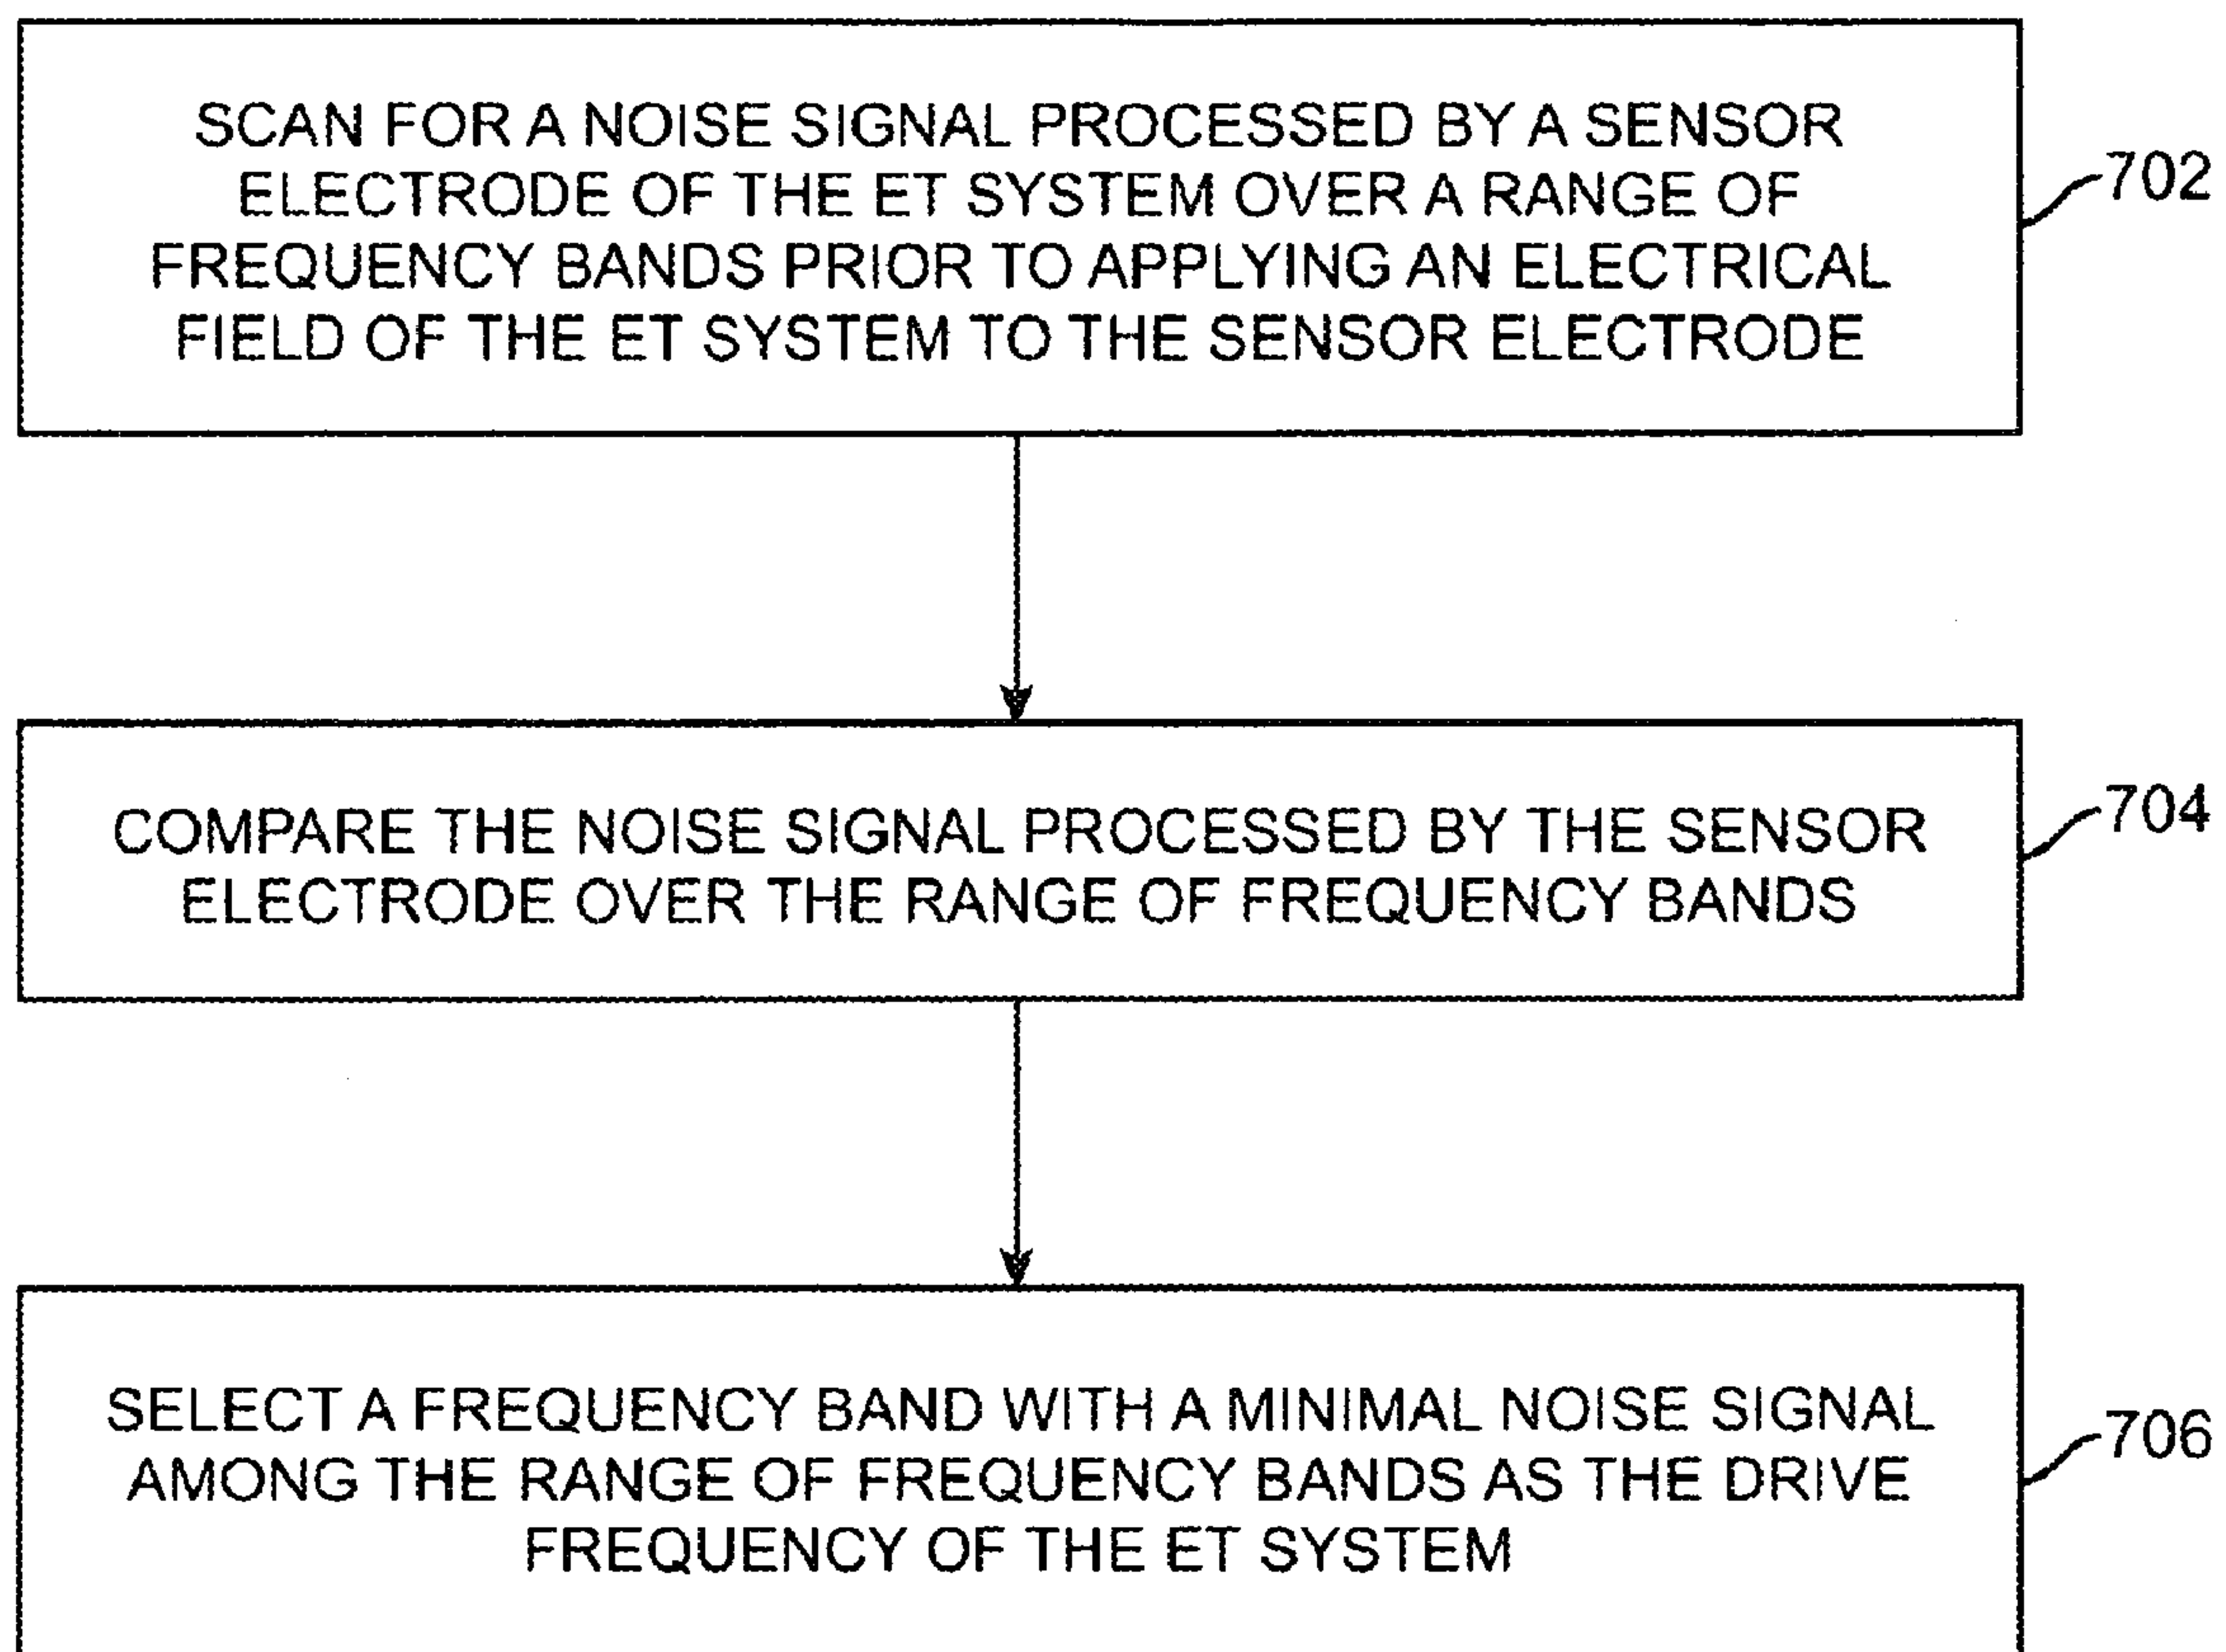 SCAN FOR A NOISE SIGNAL PROCESSED BY A SENSOR
ELECTRODE OF THE ET SYSTEM OVER A RANGE OF
FREQUENCY BANDS PRIOR TO APPLYING AN ELECTRICAL
FIELD OF THE ET SYSTEM TO THE SENSOR ELECTRODE
702
COMPARE THE NOISE SIGNAL PROCESSED BY THE SENSOR
ELECTRODE OVER THE RANGE OF FREQUENCY BANDS
704
SELECT A FREQUENCY BAND WITH A MINIMAL NOISE SIGNAL
AMONG THE RANGE OF FREQUENCY BANDS AS THE DRIVE
FREQUENCY OF THE ET SYSTEM
706